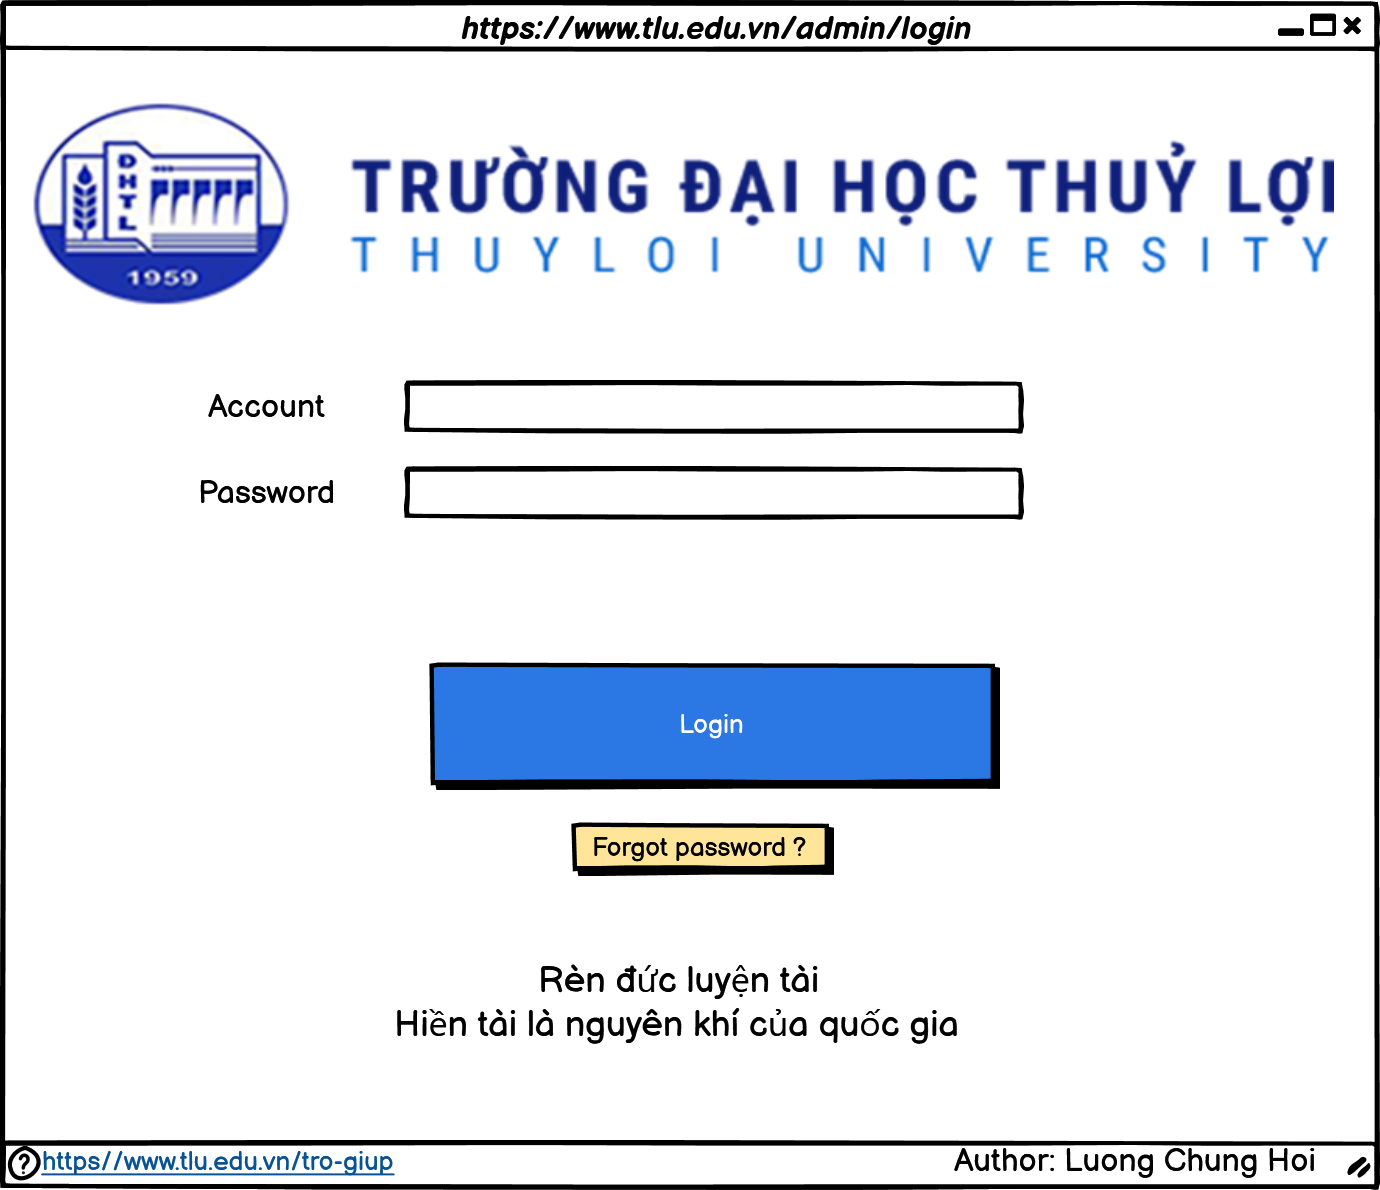 https://www.tlu.edu.vn/admin/login
ĐHTL
1959
TRƯỜNG ĐẠI HỌC THUỶ LỢI
THUYLOI UNIVERSITY
Account
Password
Login
Forgot password ?
Rèn đức luyện tài
Hiền tài là nguyên khí của quốc gia
?https//www.tlu.edu.vn/tro-giup
Author: Luong Chung Hoi